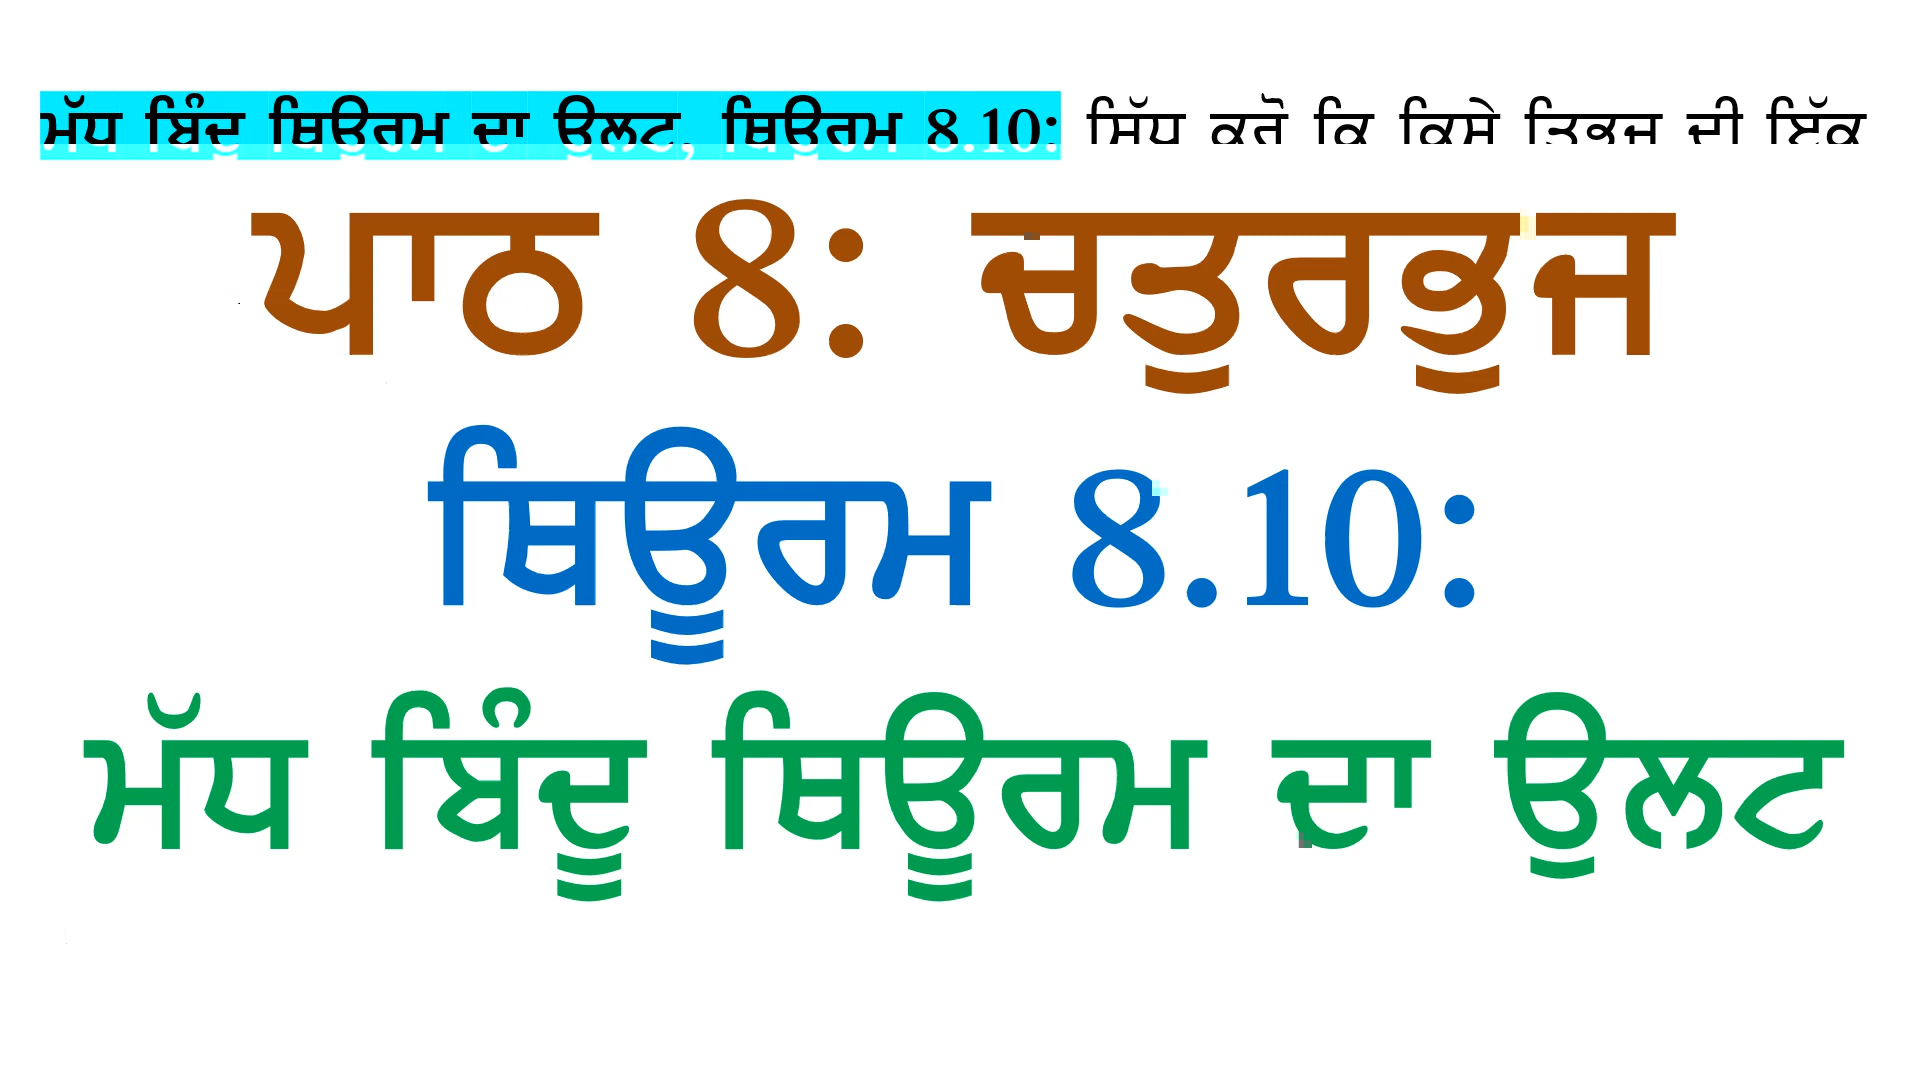 ਮੱਧ ਬਿੰਦੂ ਥਿਊਰਮ ਦਾ ਉਲਟ, ਥਿਊਰਮ 8.10: ਸਿੱਧ ਕਰੋ ਕਿ ਕਿਸੇ ਤ੍ਰਿਭੁਜ ਦੀ ਇੱਕ
ਪਾਠ 8: ਚਤੁਰਭੁਜ
ਥਿਊਰਮ 8.10:
ਮੱਧ ਬਿੰਦੂ ਥਿਊਰਮ ਦਾ ਉਲਟ